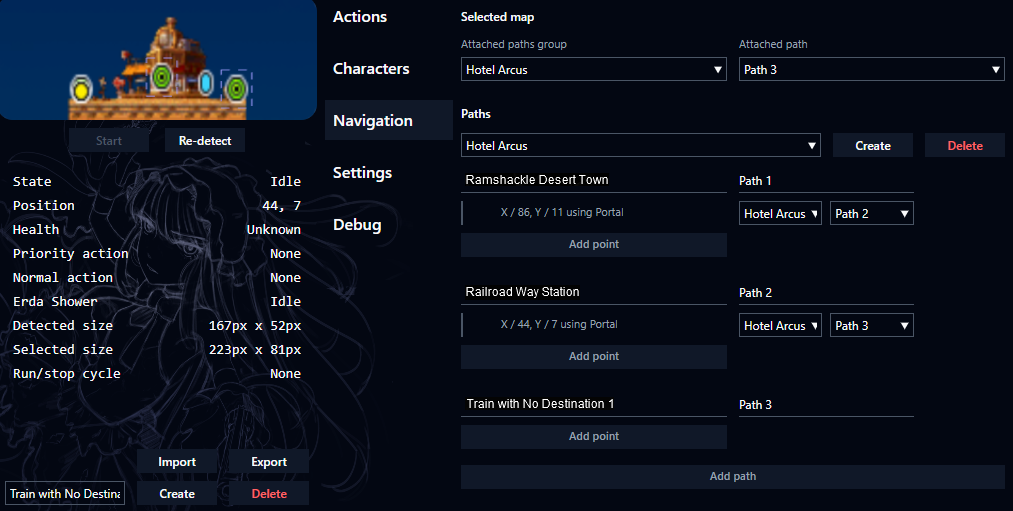 Start
Re-detect
State Idle
Position 44, 7
Health Unknown
Priority action None
Normal action None
Erda Shower Idle
Detected size 167px x 52px
Selected size 223px x 81px
Run/stop cycle None
Import Export
Train with No Destina Create Delete
Actions
Characters
Navigation
Settings
Debug
Selected map
Attached paths group Attached path
Hotel Arcus Path 3
Paths
Hotel Arcus Create Delete
Ramshackle Desert Town Path 1
X / 86, Y / 11 using Portal Hotel Arcus Path 2
Add point
Railroad Way Station Path 2
X / 44, Y / 7 using Portal Hotel Arcus Path 3
Add point
Train with No Destination 1 Path 3
Add point
Add path